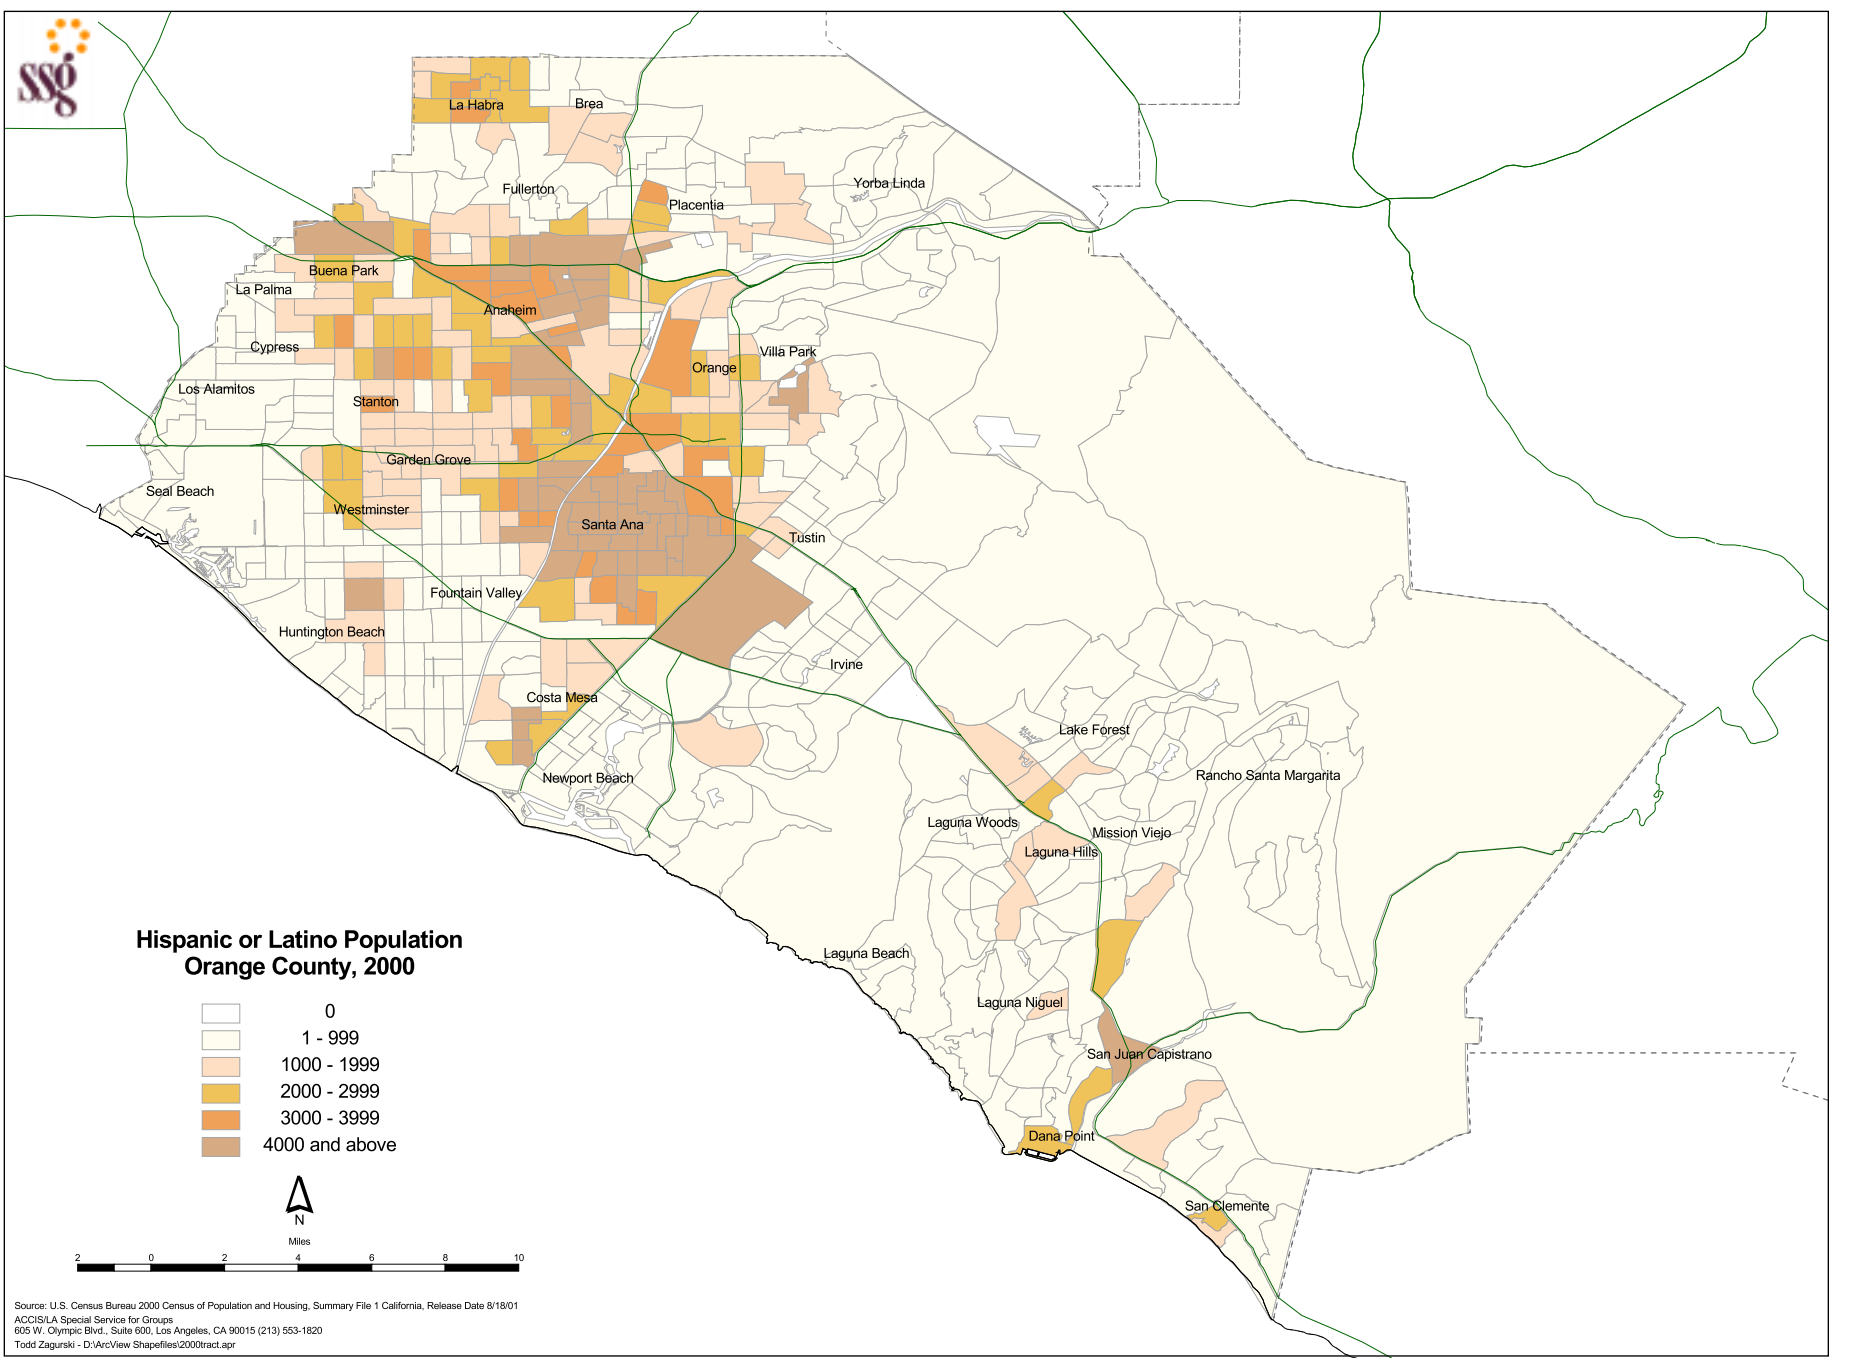 ssg
La Habra
Brea
Fullerton
Yorba Linda
Placentia
Buena Park
La Palma
Anaheim
Cypress
Villa Park
Orange
Los Alamitos
Stanton
Garden Grove
Seal Beach
Westminster
Santa Ana
Tustin
Fountain Valley
Huntington Beach
Irvine
Costa Mesa
Lake Forest
Newport Beach
Rancho Santa Margarita
Laguna Woods
Mission Viejo
Laguna Hills
Laguna Beach
Laguna Niguel
San Juan Capistrano
Dana Point
San Clemente
Hispanic or Latino Population
Orange County, 2000
0
1 - 999
1000 - 1999
2000 - 2999
3000 - 3999
4000 and above
N
Miles
2 0 2 4 6 8 10
Source: U.S. Census Bureau 2000 Census of Population and Housing, Summary File 1 California, Release Date 8/18/01
ACCIS/LA Special Service for Groups
605 W. Olympic Blvd., Suite 600, Los Angeles, CA 90015 (213) 553-1820
Todd Zagurski - D:\ArcView Shapefiles\2000tract.apr